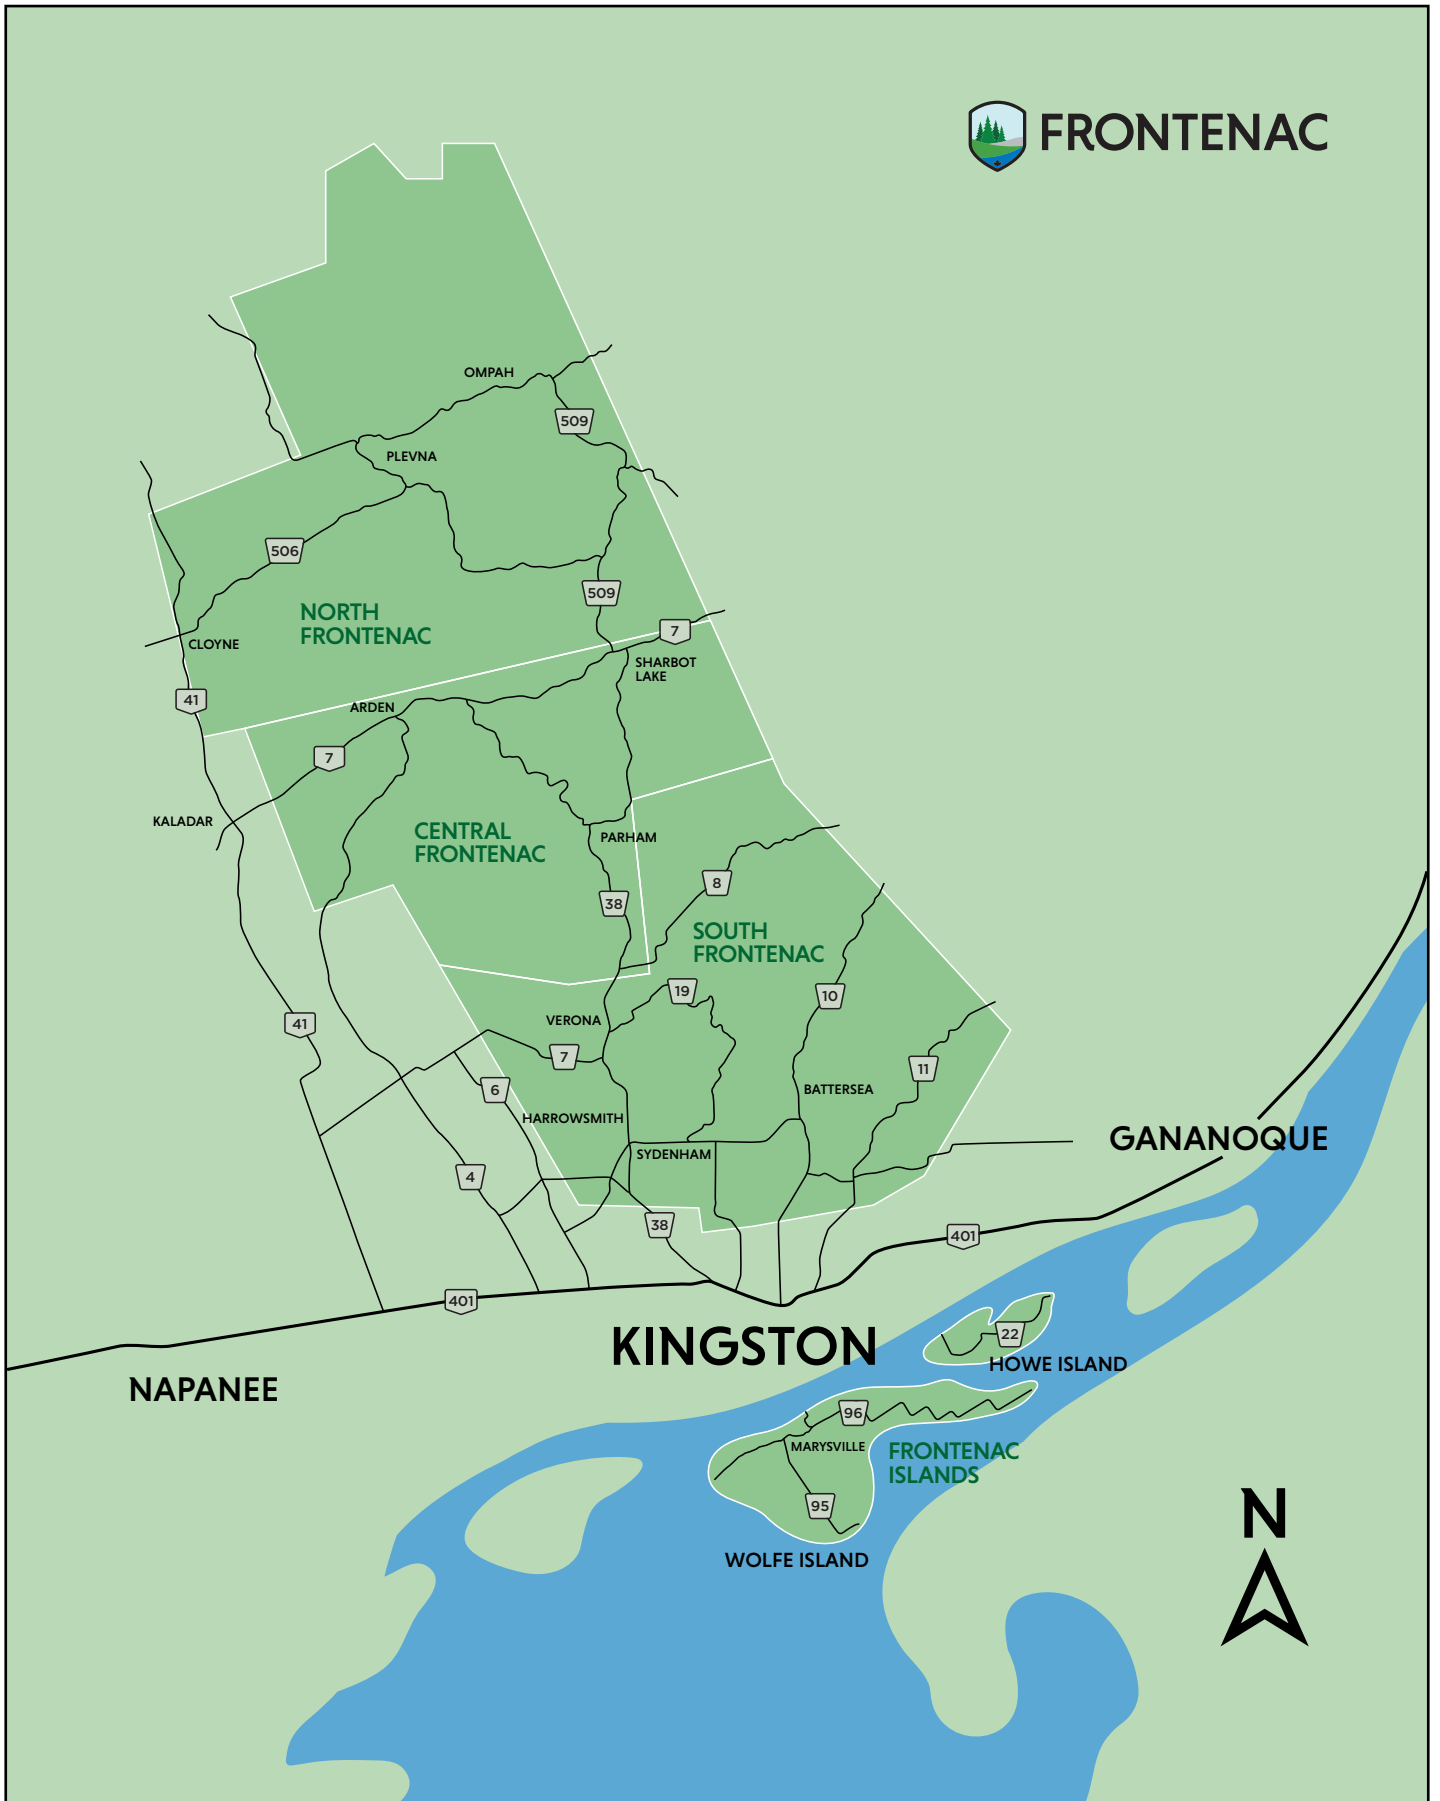 FRONTENAC
OMPAH
509
PLEVNA
506
509
NORTH
FRONTENAC
7
CLOYNE
SHARBOT
LAKE
41
ARDEN
7
KALADAR
CENTRAL
FRONTENAC
PARHAM
8
38
SOUTH
FRONTENAC
19
10
VERONA
41
7
11
6
BATTERSEA
HARROWSMITH
GANANOQUE
SYDENHAM
4
38
401
401
22
KINGSTON
HOWE ISLAND
NAPANEE
96
MARYSVILLE
FRONTENAC
ISLANDS
95
N
WOLFE ISLAND